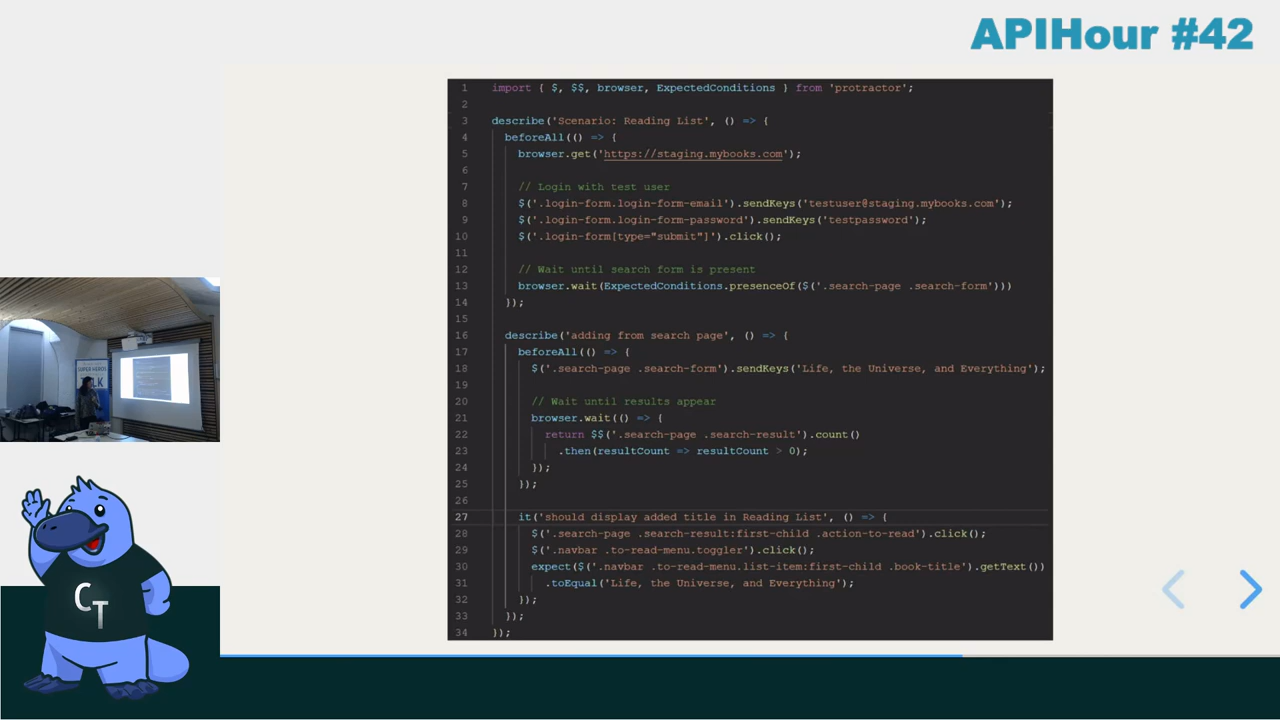 APIHour #42
1 import { $, $$, browser, ExpectedConditions } from 'protractor';
2
3 describe('Scenario: Reading List', () => {
4 beforeAll(() => {
5 browser.get('https://staging.mybooks.com');
6
7 // Login with test user
8 $('.login-form.login-form-email').sendKeys('testuser@staging.mybooks.com');
9 $('.login-form.login-form-password').sendKeys('testpassword');
10 $('.login-form[type="submit"]').click();
11
12 // Wait until search form is present
13 browser.wait(ExpectedConditions.presenceOf($('.search-page .search-form')))
14 });
15
16 describe('adding from search page', () => {
17 beforeAll(() => {
18 $('.search-page .search-form').sendKeys('Life, the Universe, and Everything');
19
20 // Wait until results appear
21 browser.wait(() => {
22 return $$('.search-page .search-result').count()
23 .then(resultCount => resultCount > 0);
24 });
25 });
26
27 it('should display added title in Reading List', () => {
28 $('.search-page .search-result:first-child .action-to-read').click();
29 $('.navbar .to-read-menu.toggler').click();
30 expect($('.navbar .to-read-menu.list-item:first-child .book-title').getText())
31 .toEqual('Life, the Universe, and Everything');
32 });
33 });
34 });
CT